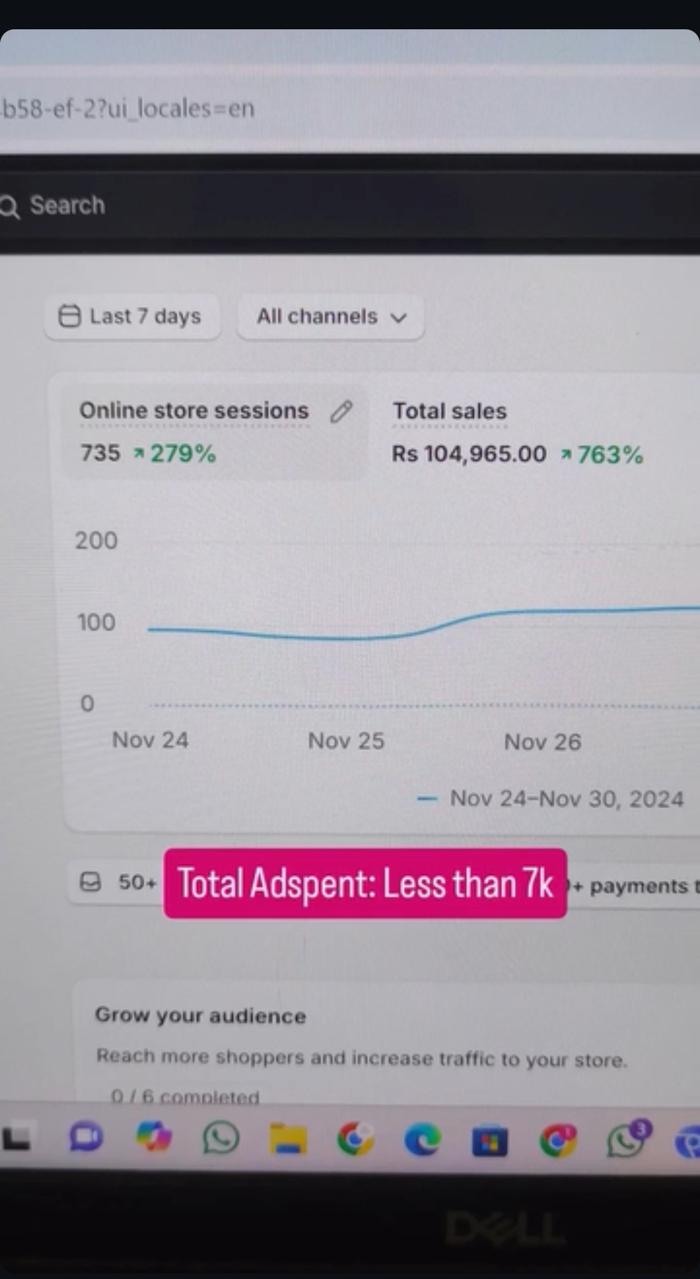 b58-ef-2?ui_locales=en
Search
Last 7 days
All channels
Online store sessions
Total sales
735 279%
Rs 104,965.00 763%
200
100
0
Nov 24
Nov 25
Nov 26
Nov 24–Nov 30, 2024
50+
Total Adspent: Less than 7k
+ payments t
Grow your audience
Reach more shoppers and increase traffic to your store.
0 / 6 completed
3
DELL